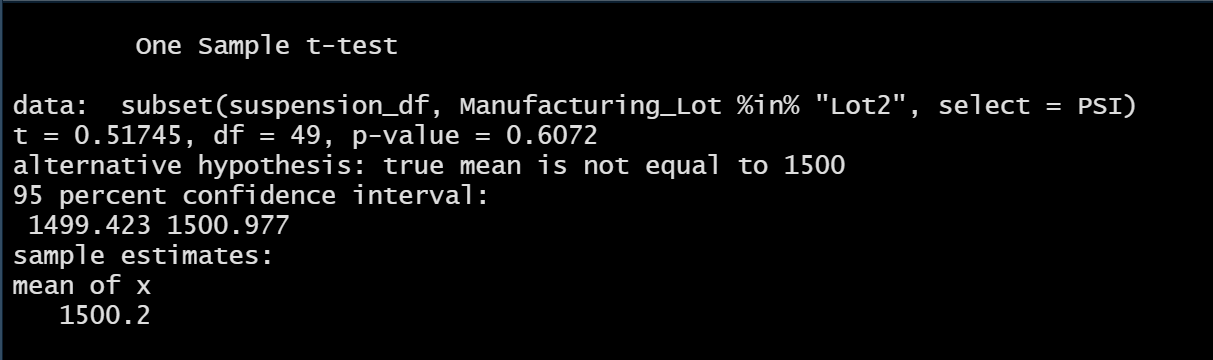 One Sample t-test
data:  subset(suspension_df, Manufacturing_Lot %in% "Lot2", select = PSI)
t = 0.51745, df = 49, p-value = 0.6072
alternative hypothesis: true mean is not equal to 1500
95 percent confidence interval:
1499.423 1500.977
sample estimates:
mean of x
1500.2